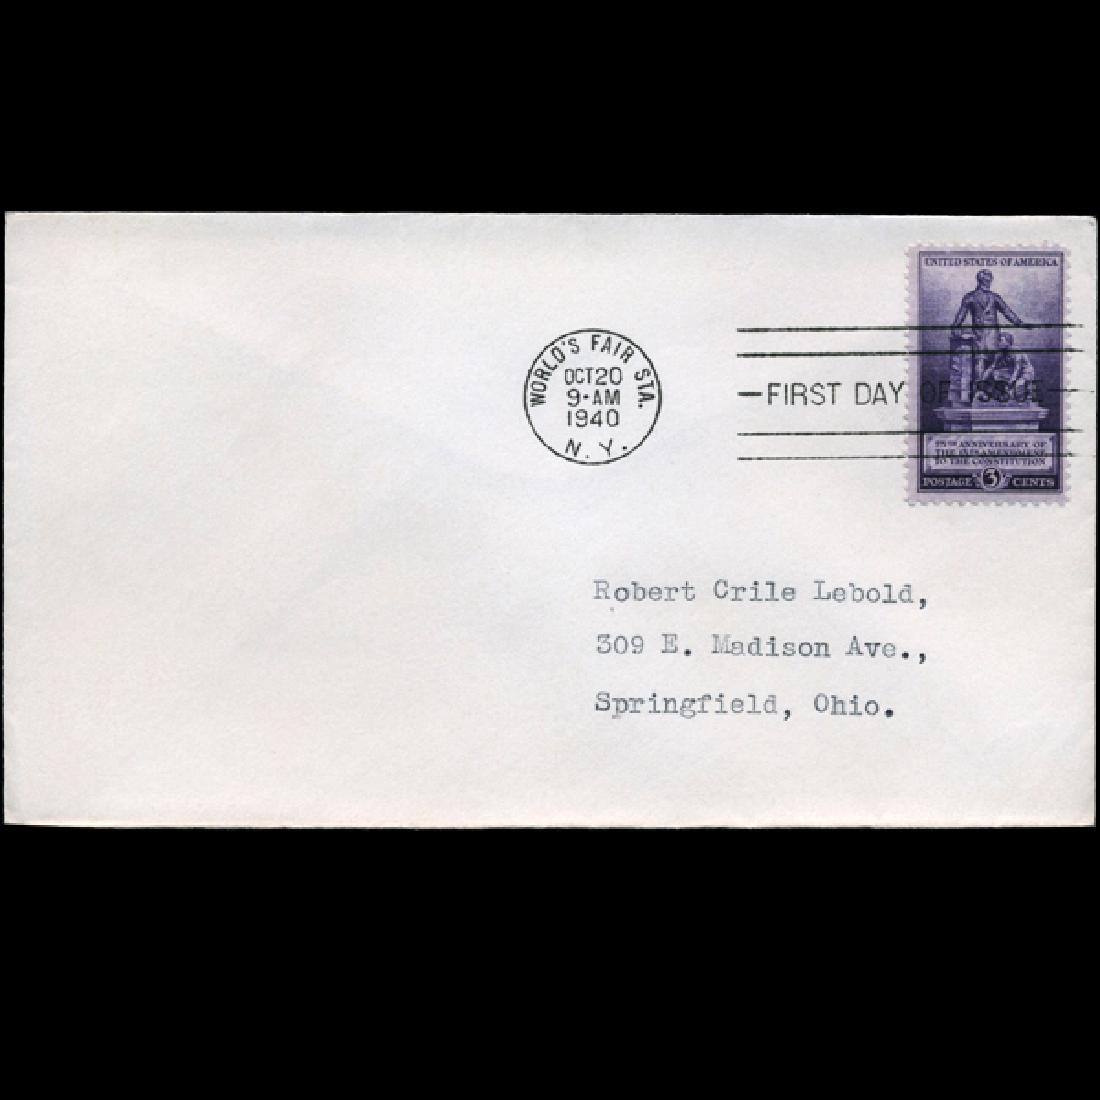 UNITED STATES OF AMERICA
WORLD'S FAIR STA.
OCT 20
9-AM
1940
N. Y.
FIRST DAY OF ISSUE
75TH ANNIVERSARY OF
THE 13TH AMENDMENT
TO THE CONSTITUTION
POSTAGE 3 CENTS
Robert Crile Lebold,
309 E. Madison Ave.,
Springfield, Ohio.